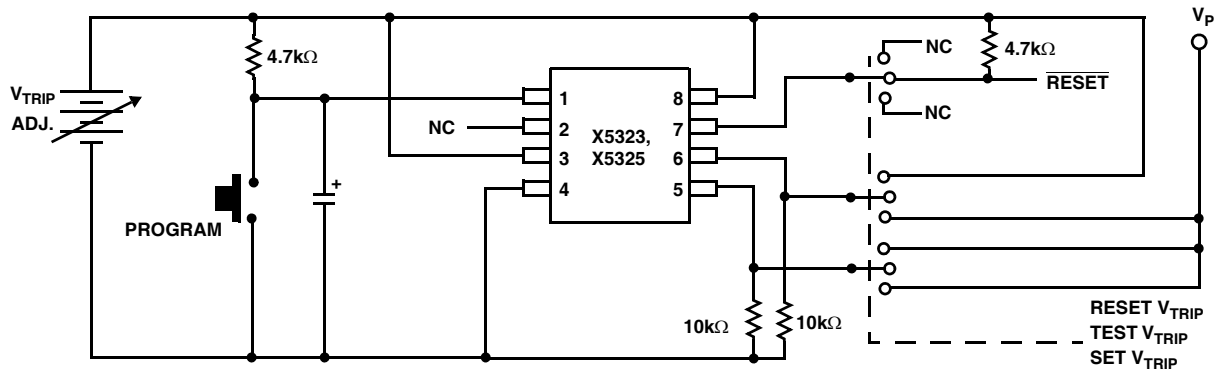 V_P
4.7kΩ
V_TRIP
ADJ.
PROGRAM
+
NC
1
2
3
4
X5323,
X5325
8
7
6
5
10kΩ
10kΩ
NC
NC
4.7kΩ
RESET
RESET V_TRIP
TEST V_TRIP
SET V_TRIP